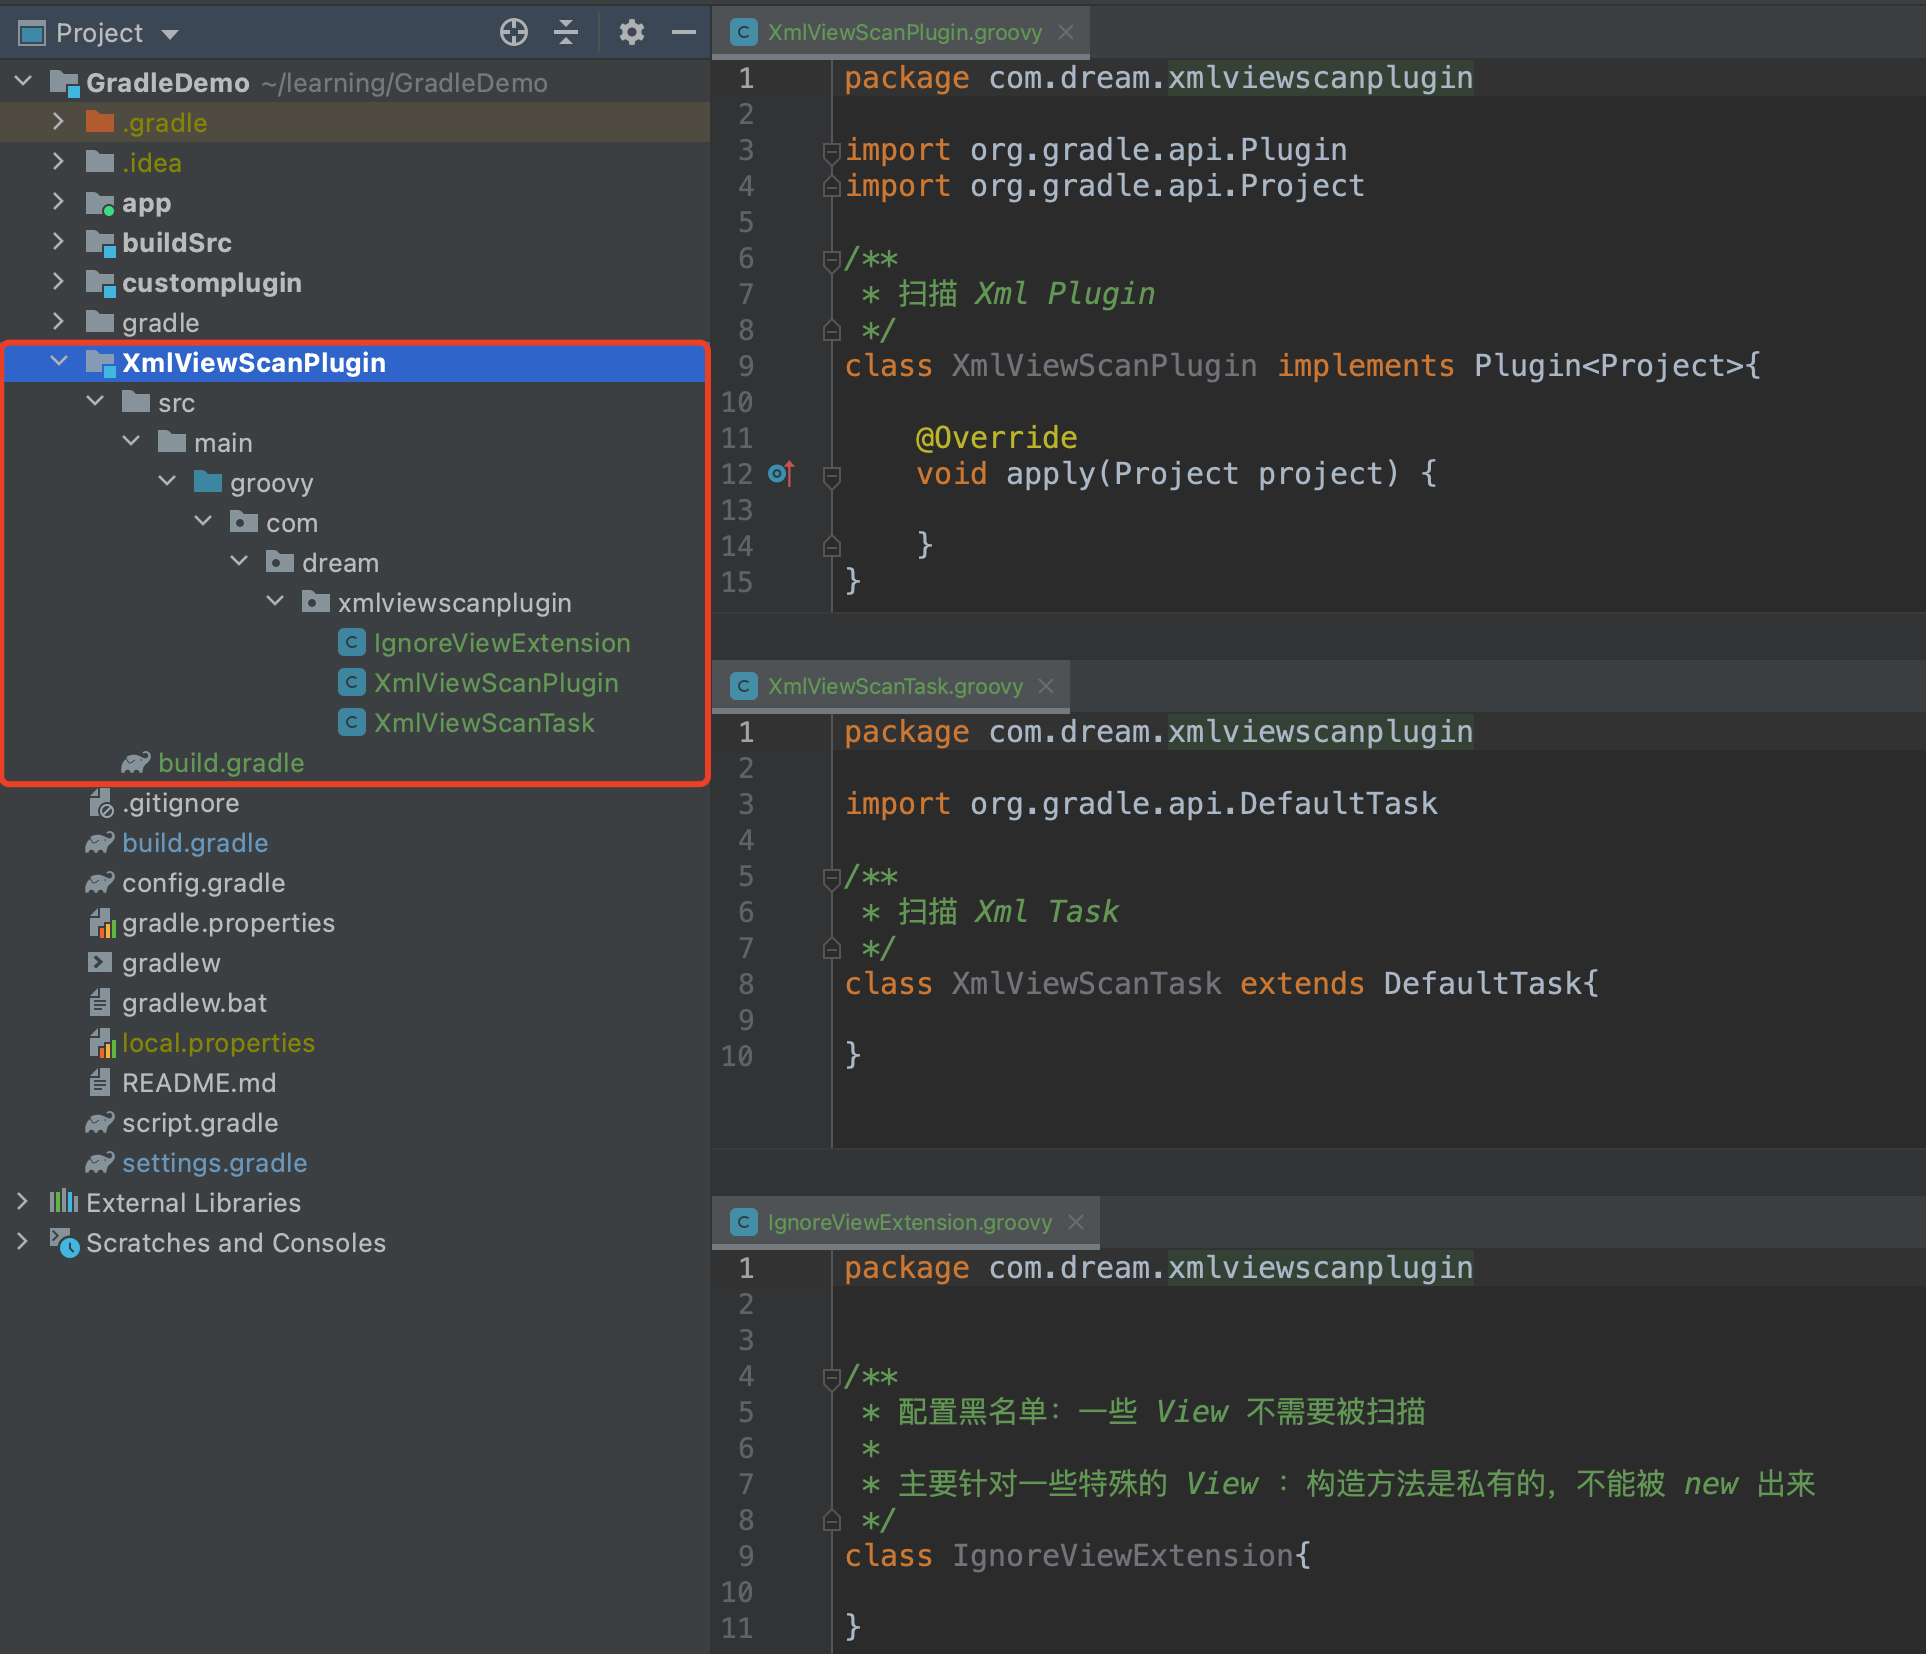 Project
GradleDemo ~/learning/GradleDemo
.gradle
.idea
app
buildSrc
customplugin
gradle
XmlViewScanPlugin
src
main
groovy
com
dream
xmlviewscanplugin
IgnoreViewExtension
XmlViewScanPlugin
XmlViewScanTask
build.gradle
.gitignore
build.gradle
config.gradle
gradle.properties
gradlew
gradlew.bat
local.properties
README.md
script.gradle
settings.gradle
External Libraries
Scratches and Consoles
XmlViewScanPlugin.groovy
1 package com.dream.xmlviewscanplugin
2
3 import org.gradle.api.Plugin
4 import org.gradle.api.Project
5
6 /**
7  * 扫描 Xml Plugin
8  */
9 class XmlViewScanPlugin implements Plugin<Project>{
10
11     @Override
12     void apply(Project project) {
13
14     }
15 }
XmlViewScanTask.groovy
1 package com.dream.xmlviewscanplugin
2
3 import org.gradle.api.DefaultTask
4
5 /**
6  * 扫描 Xml Task
7  */
8 class XmlViewScanTask extends DefaultTask{
9
10 }
IgnoreViewExtension.groovy
1 package com.dream.xmlviewscanplugin
2
3
4 /**
5  * 配置黑名单：一些 View 不需要被扫描
6  *
7  * 主要针对一些特殊的 View ：构造方法是私有的，不能被 new 出来
8  */
9 class IgnoreViewExtension{
10
11 }